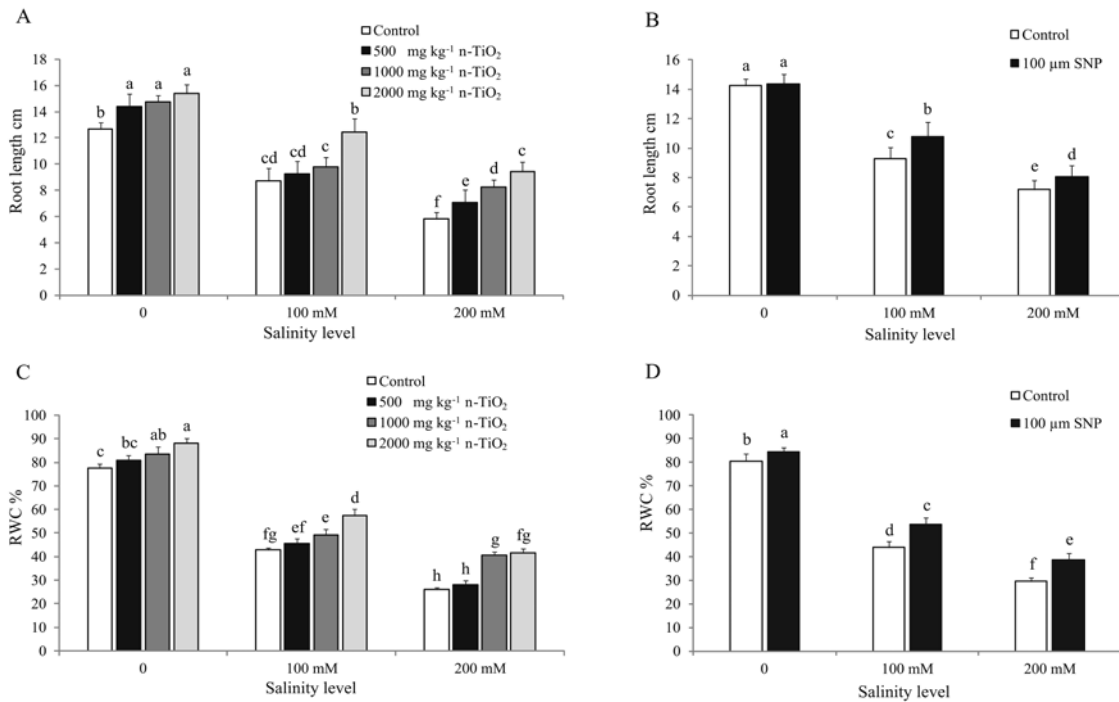 A
Control
500 mg kg⁻¹ n-TiO₂
1000 mg kg⁻¹ n-TiO₂
2000 mg kg⁻¹ n-TiO₂
18
16
14
12
10
8
6
4
2
0
Root length cm
b a a a
cd cd c b
f e d c
0 100 mM 200 mM
Salinity level
B
Control
100 µm SNP
16
14
12
10
8
6
4
2
0
Root length cm
a a
c b
e d
0 100 mM 200 mM
Salinity level
C
Control
500 mg kg⁻¹ n-TiO₂
1000 mg kg⁻¹ n-TiO₂
2000 mg kg⁻¹ n-TiO₂
100
90
80
70
60
50
40
30
20
10
0
RWC %
c bc ab a
fg ef e d
h h g fg
0 100 mM 200 mM
Salinity level
D
Control
100 µm SNP
100
90
80
70
60
50
40
30
20
10
0
RWC %
b a
d c
f e
0 100 mM 200 mM
Salinity level